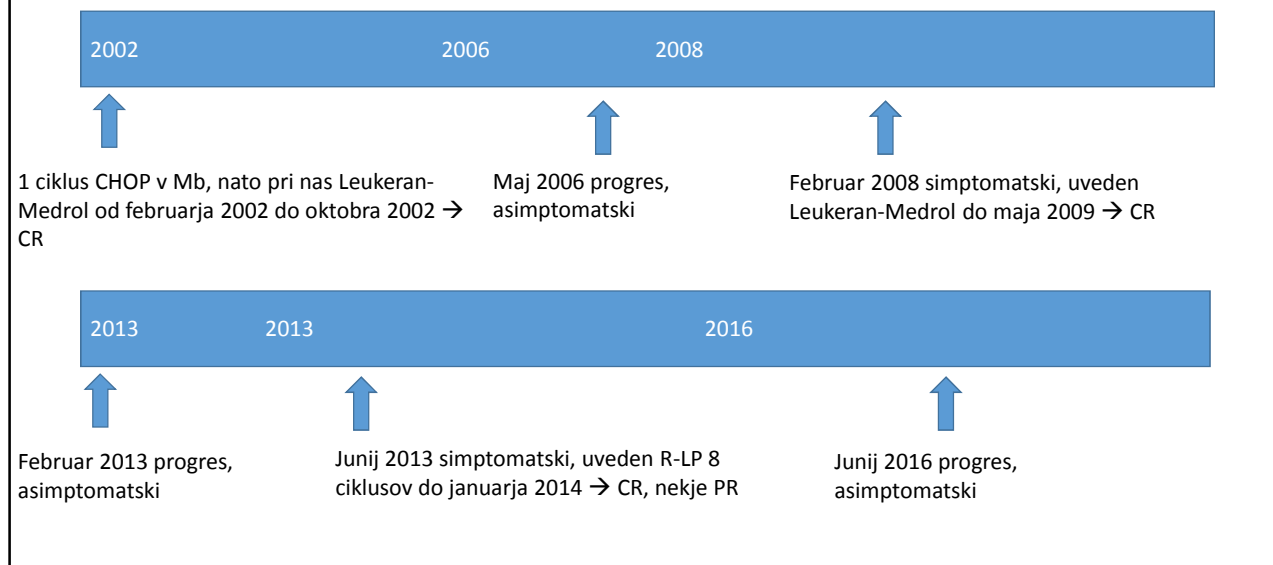 2002 2006 2008
1 ciklus CHOP v Mb, nato pri nas Leukeran-
Medrol od februarja 2002 do oktobra 2002 →
CR
Maj 2006 progres,
asimptomatski
Februar 2008 simptomatski, uveden
Leukeran-Medrol do maja 2009 → CR
2013 2013 2016
Februar 2013 progres,
asimptomatski
Junij 2013 simptomatski, uveden R-LP 8
ciklusov do januarja 2014 → CR, nekje PR
Junij 2016 progres,
asimptomatski